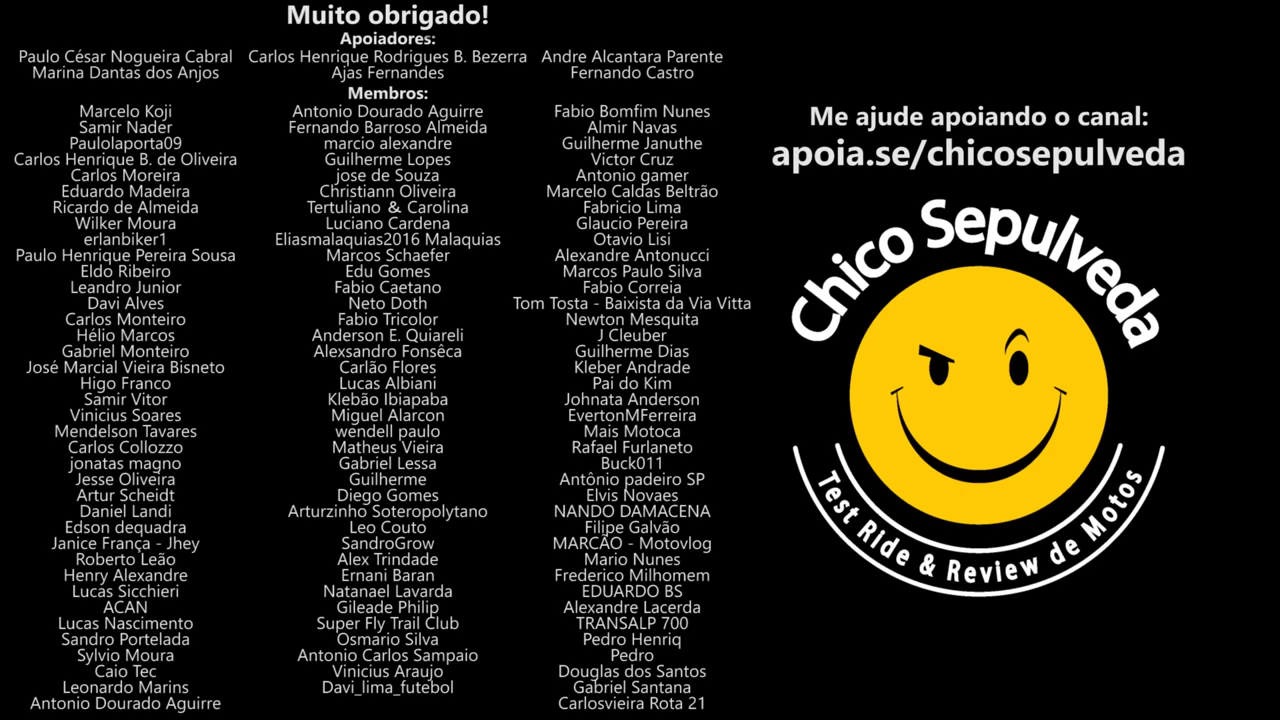 Muito obrigado!
Apoiadores:
Paulo César Nogueira Cabral
Marina Dantas dos Anjos
Carlos Henrique Rodrigues B. Bezerra
Ajas Fernandes
Andre Alcantara Parente
Fernando Castro
Membros:
Marcelo Koji
Samir Nader
Paulolaporta09
Carlos Henrique B. de Oliveira
Carlos Moreira
Eduardo Madeira
Ricardo de Almeida
Wilker Moura
erlanbiker1
Paulo Henrique Pereira Sousa
Eldo Ribeiro
Leandro Junior
Davi Alves
Carlos Monteiro
Hélio Marcos
Gabriel Monteiro
José Marcial Vieira Bisneto
Higo Franco
Samir Vitor
Vinicius Soares
Mendelson Tavares
Carlos Collozzo
jonatas magno
Jesse Oliveira
Artur Scheidt
Daniel Landi
Edson dequadra
Janice França - Jhey
Roberto Leão
Henry Alexandre
Lucas Sicchieri
ACAN
Lucas Nascimento
Sandro Portelada
Sylvio Moura
Caio Tec
Leonardo Marins
Antonio Dourado Aguirre
Antonio Dourado Aguirre
Fernando Barroso Almeida
marcio alexandre
Guilherme Lopes
jose de Souza
Christiann Oliveira
Tertuliano & Carolina
Luciano Cardena
Eliasmalaquias2016 Malaquias
Marcos Schaefer
Edu Gomes
Fabio Caetano
Neto Doth
Fabio Tricolor
Anderson E. Quiareli
Alexsandro Fonsêca
Carlão Flores
Lucas Albiani
Klebão Ibiapaba
Miguel Alarcon
wendell paulo
Matheus Vieira
Gabriel Lessa
Guilherme
Diego Gomes
Arturzinho Soteropolytano
Leo Couto
SandroGrow
Alex Trindade
Ernani Baran
Natanael Lavarda
Gileade Philip
Super Fly Trail Club
Osmario Silva
Antonio Carlos Sampaio
Vinicius Araujo
Davi_lima_futebol
Fabio Bomfim Nunes
Almir Navas
Guilherme Januthe
Victor Cruz
Antonio gamer
Marcelo Caldas Beltrão
Fabricio Lima
Glaucio Pereira
Otavio Lisi
Alexandre Antonucci
Marcos Paulo Silva
Fabio Correia
Tom Tosta - Baixista da Via Vitta
Newton Mesquita
J Cleuber
Guilherme Dias
Kleber Andrade
Pai do Kim
Johnata Anderson
EvertonMFerreira
Mais Motoca
Rafael Furlaneto
Buck011
Antônio padeiro SP
Elvis Novaes
NANDO DAMACENA
Filipe Galvão
MARCÃO - Motovlog
Mario Nunes
Frederico Milhomem
EDUARDO BS
Alexandre Lacerda
TRANSALP 700
Pedro Henriq
Pedro
Douglas dos Santos
Gabriel Santana
Carlosvieira Rota 21
Me ajude apoiando o canal:
apoia.se/chicosepulveda
Chico Sepulveda
Test Ride & Review de Motos